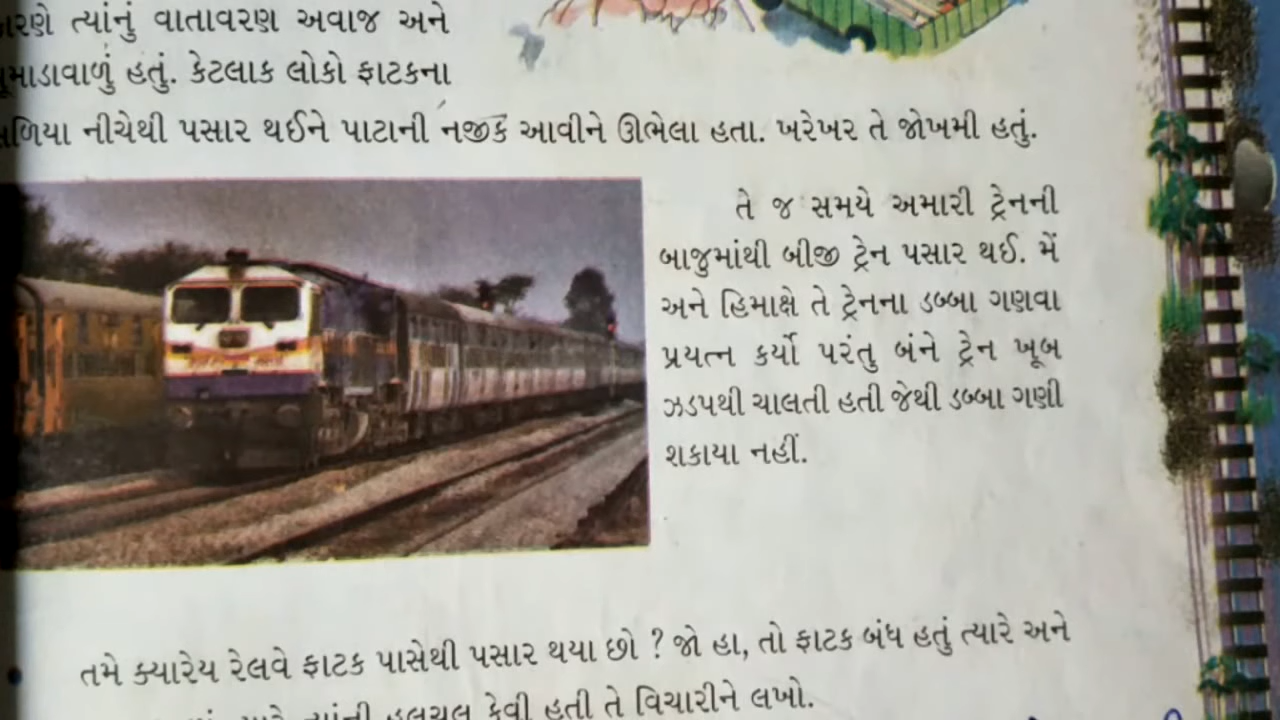 ત્યાંનું વાતાવરણ અવાજ અને
હતું. કેટલાક લોકો ફાટકના
નીચેથી પસાર થઈને પાટાની નજીક આવીને ઊભેલા હતા. ખરેખર તે જોખમી હતું.
તે જ સમયે અમારી ટ્રેનની
બાજુમાંથી બીજી ટ્રેન પસાર થઈ. મેં
અને હિમાક્ષે તે ટ્રેનના ડબ્બા ગણવા
પ્રયત્ન કર્યો પરંતુ બંને ટ્રેન ખૂબ
ઝડપથી ચાલતી હતી જેથી ડબ્બા ગણી
શકાયા નહીં.
તમે ક્યારેય રેલવે ફાટક પાસેથી પસાર થયા છો ? જો હા, તો ફાટક બંધ હતું ત્યારે અને
ત્યાંની હલચલ કેવી હતી તે વિચારીને લખો.